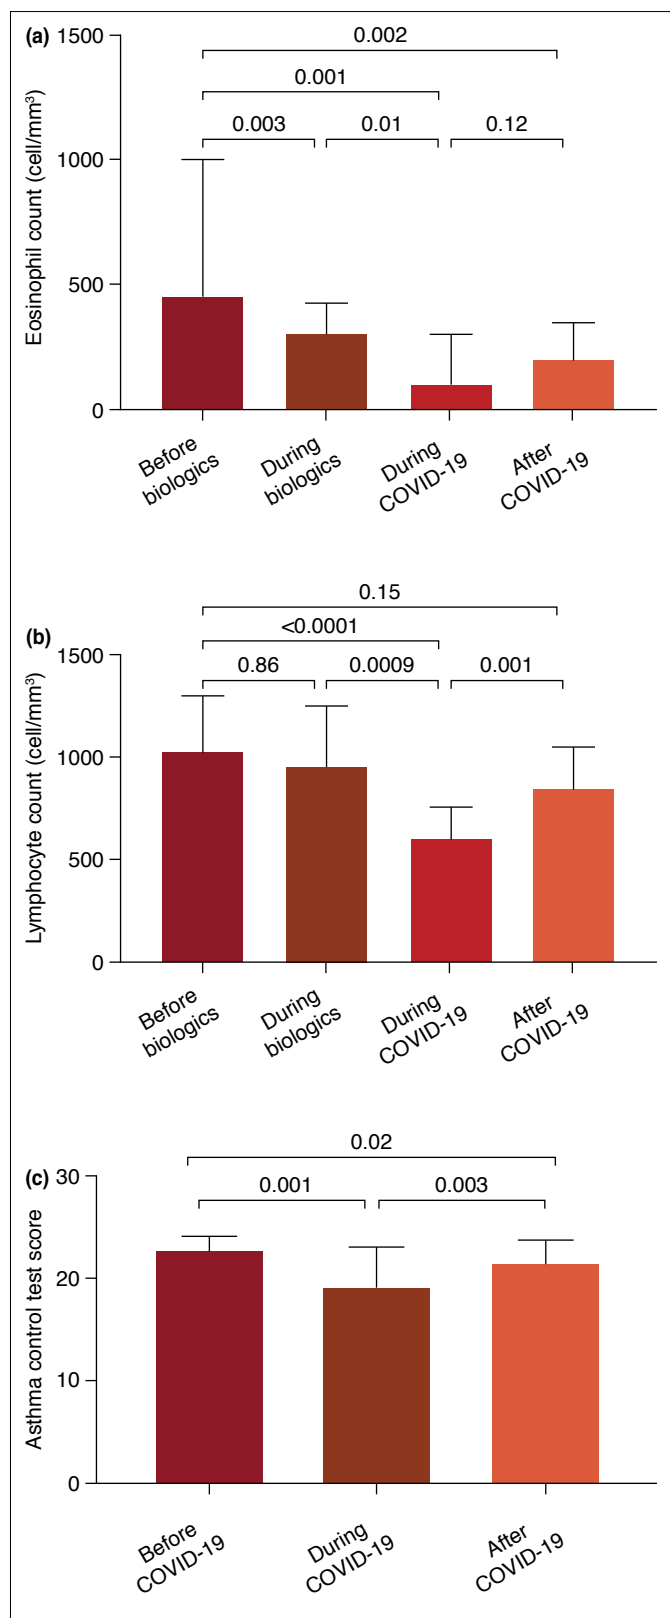 (a)
1500
0.002
0.001
0.003
0.01
0.12
1000
500
0
Eosinophil count (cell/mm³)
Before
biologics
During
biologics
During
COVID-19
After
COVID-19
0.15
(b)
<0.0001
1500
0.86
0.0009
0.001
1000
500
0
Lymphocyte count (cell/mm³)
Before
biologics
During
biologics
During
COVID-19
After
COVID-19
0.02
(c)
30
0.001
0.003
20
10
0
Asthma control test score
Before
COVID-19
During
COVID-19
After
COVID-19